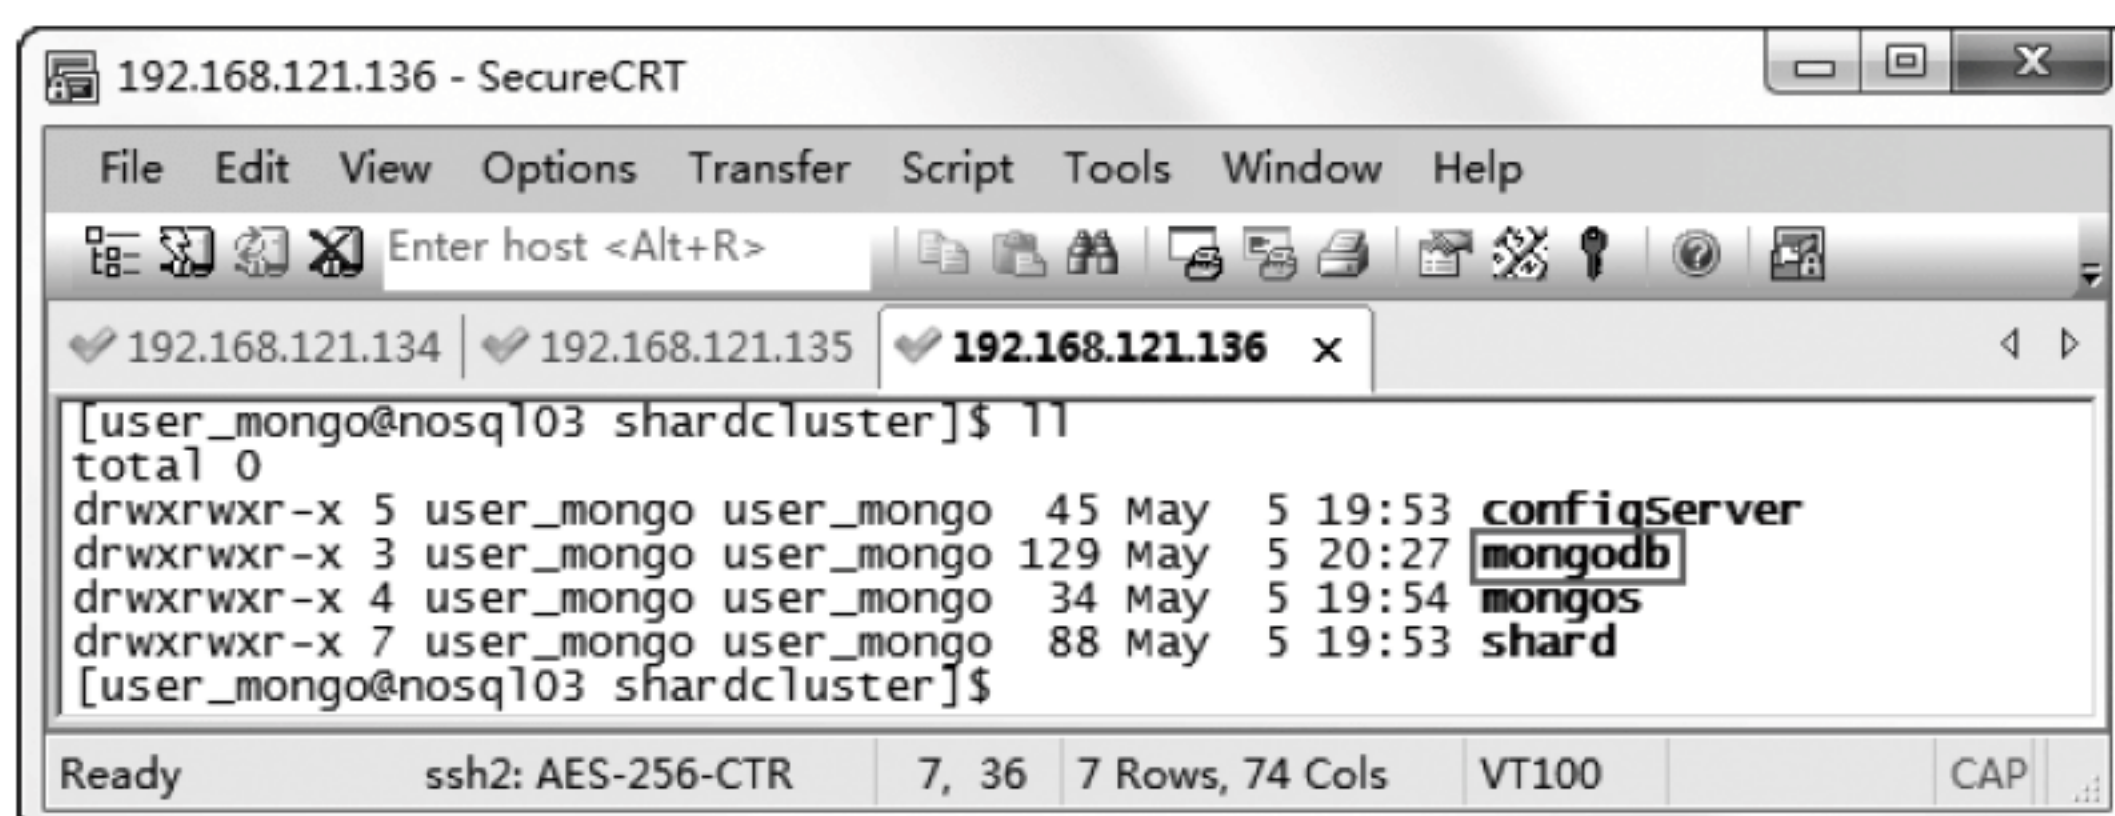 192.168.121.136 - SecureCRT
File Edit View Options Transfer Script Tools Window Help
Enter host <Alt+R>
192.168.121.134 192.168.121.135 192.168.121.136 x
[user_mongo@nosql03 shardcluster]$ ll
total 0
drwxrwxr-x 5 user_mongo user_mongo  45 May  5 19:53 configServer
drwxrwxr-x 3 user_mongo user_mongo 129 May  5 20:27 mongodb
drwxrwxr-x 4 user_mongo user_mongo  34 May  5 19:54 mongos
drwxrwxr-x 7 user_mongo user_mongo  88 May  5 19:53 shard
[user_mongo@nosql03 shardcluster]$
Ready ssh2: AES-256-CTR 7, 36 7 Rows, 74 Cols VT100 CAP